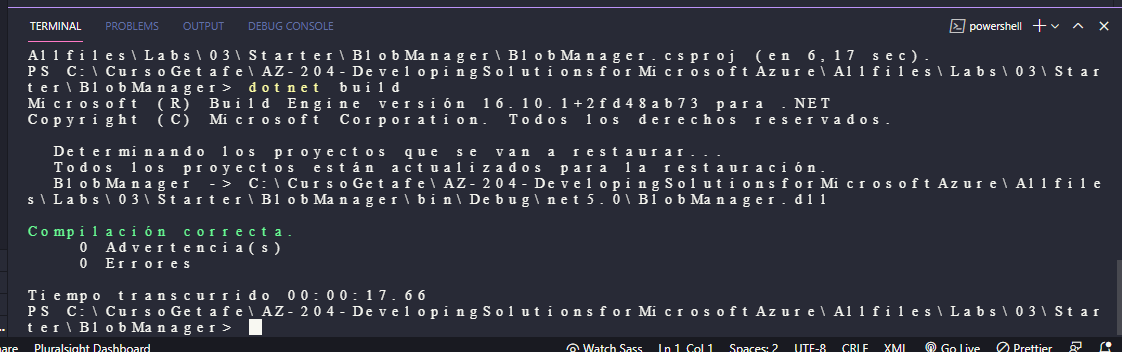 TERMINAL PROBLEMS OUTPUT DEBUG CONSOLE powershell
Allfiles\Labs\03\Starter\BlobManager\BlobManager.csproj (en 6,17 sec).
PS C:\CursoGetafe\AZ-204-DevelopingSolutionsforMicrosoftAzure\Allfiles\Labs\03\Star
ter\BlobManager> dotnet build
Microsoft (R) Build Engine versión 16.10.1+2fd48ab73 para .NET
Copyright (C) Microsoft Corporation. Todos los derechos reservados.
Determinando los proyectos que se van a restaurar...
Todos los proyectos están actualizados para la restauración.
BlobManager -> C:\CursoGetafe\AZ-204-DevelopingSolutionsforMicrosoftAzure\Allfile
s\Labs\03\Starter\BlobManager\bin\Debug\net5.0\BlobManager.dll
Compilación correcta.
0 Advertencia(s)
0 Errores
Tiempo transcurrido 00:00:17.66
PS C:\CursoGetafe\AZ-204-DevelopingSolutionsforMicrosoftAzure\Allfiles\Labs\03\Star
ter\BlobManager>
Pluralsight Dashboard Watch Sass Ln 1, Col 1 Spaces: 2 UTF-8 CRLF XML Go Live Prettier